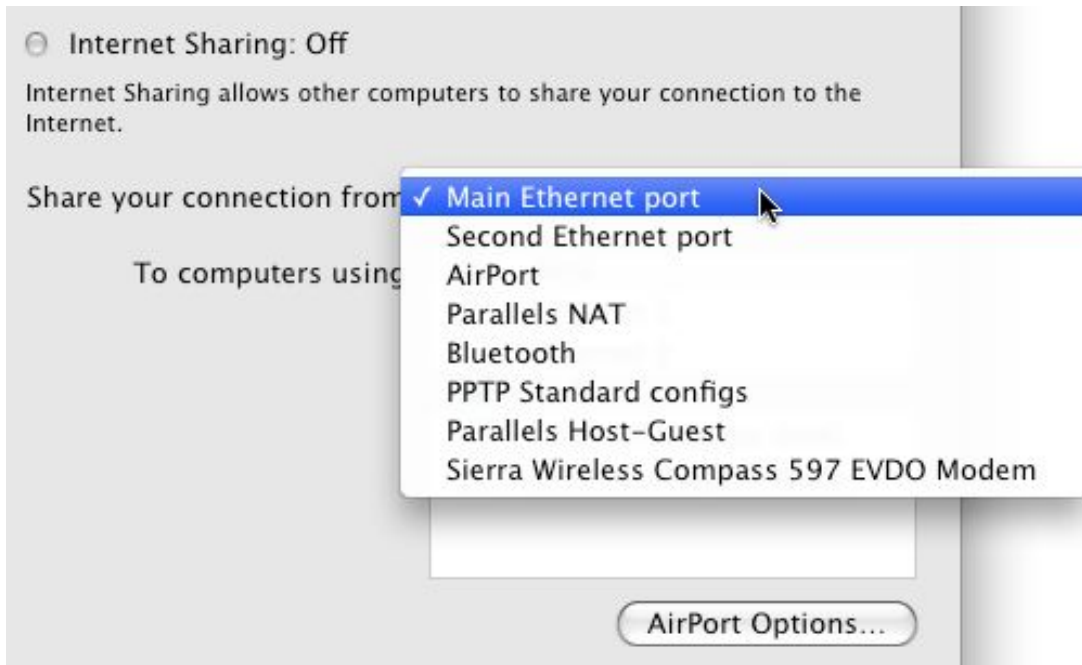 Internet Sharing: Off
Internet Sharing allows other computers to share your connection to the
Internet.
Share your connection from
✓ Main Ethernet port
Second Ethernet port
To computers using
AirPort
Parallels NAT
Bluetooth
PPTP Standard configs
Parallels Host-Guest
Sierra Wireless Compass 597 EVDO Modem
AirPort Options...